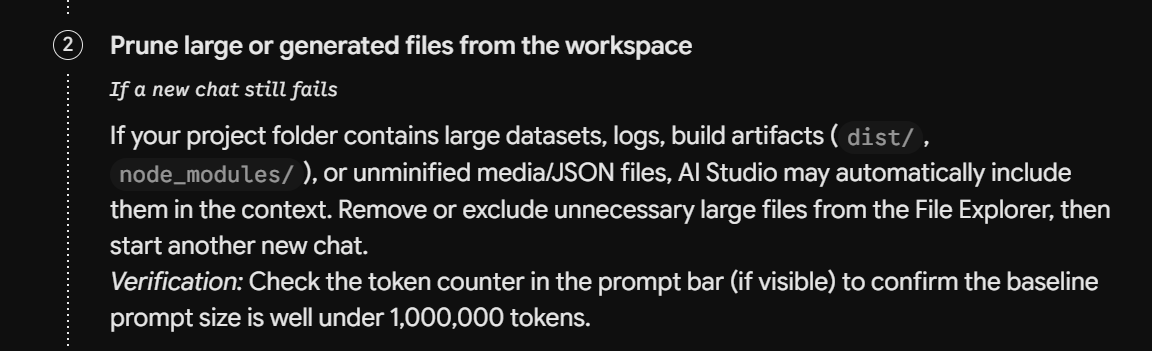 2 Prune large or generated files from the workspace
If a new chat still fails
If your project folder contains large datasets, logs, build artifacts ( dist/ ,
node_modules/ ), or unminified media/JSON files, AI Studio may automatically include
them in the context. Remove or exclude unnecessary large files from the File Explorer, then
start another new chat.
Verification: Check the token counter in the prompt bar (if visible) to confirm the baseline
prompt size is well under 1,000,000 tokens.